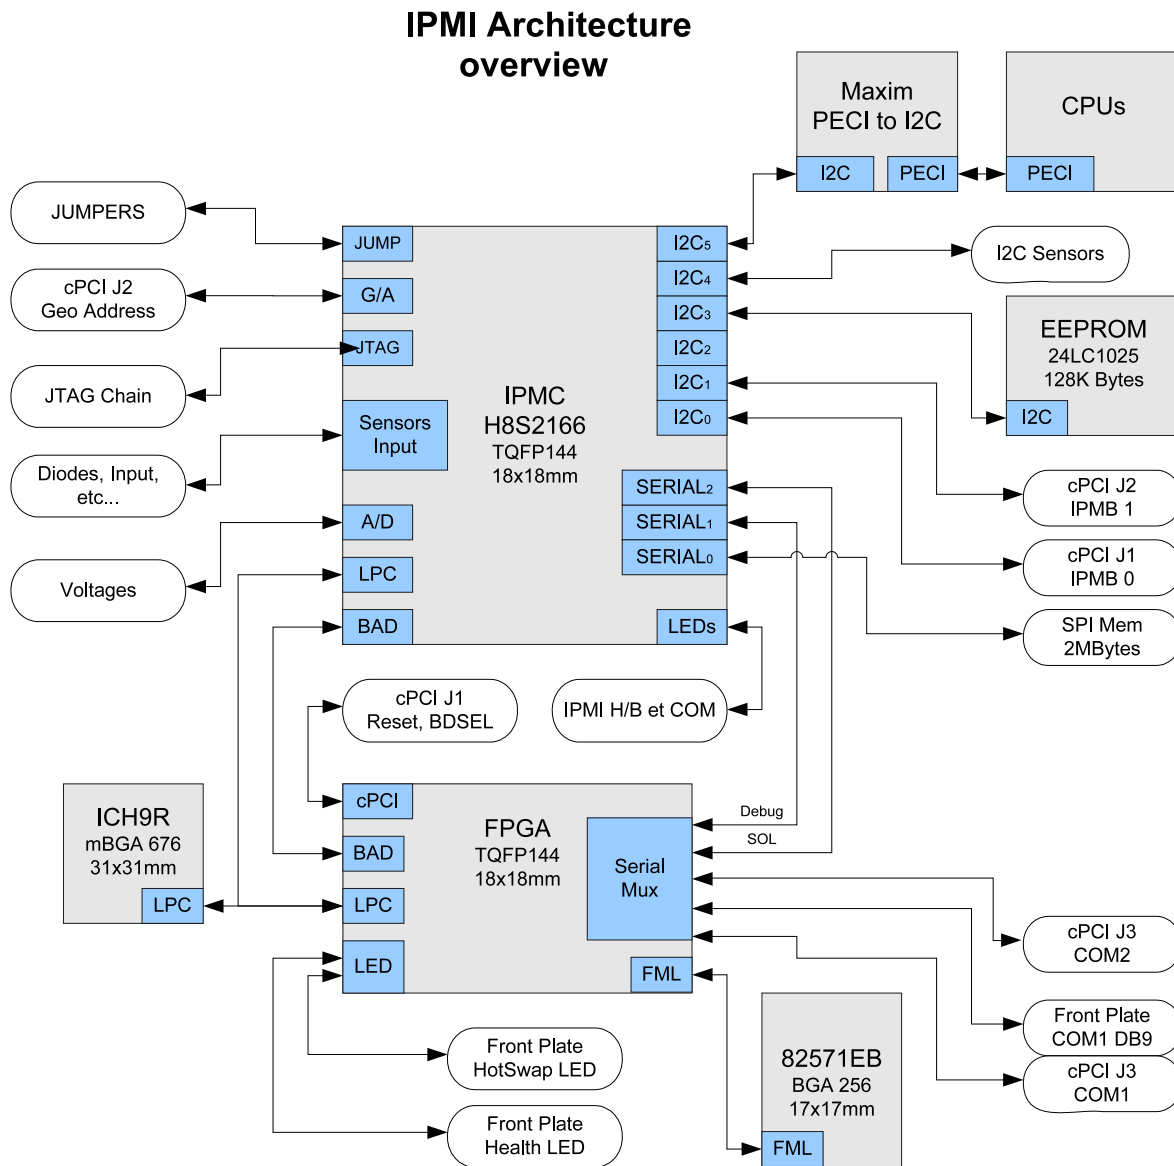 IPMI Architecture
overview
Maxim
PECI to I2C
I2C
PECI
CPUs
PECI
JUMPERS
cPCI J2
Geo Address
JTAG Chain
Diodes, Input,
etc...
Voltages
JUMP
G/A
JTAG
Sensors
Input
A/D
LPC
BAD
IPMC
H8S2166
TQFP144
18x18mm
I2C5
I2C4
I2C3
I2C2
I2C1
I2C0
SERIAL2
SERIAL1
SERIAL0
LEDs
I2C Sensors
EEPROM
24LC1025
128K Bytes
I2C
cPCI J2
IPMB 1
cPCI J1
IPMB 0
SPI Mem
2MBytes
cPCI J1
Reset, BDSEL
IPMI H/B et COM
ICH9R
mBGA 676
31x31mm
LPC
cPCI
BAD
LPC
LED
FPGA
TQFP144
18x18mm
Serial
Mux
FML
Debug
SOL
cPCI J3
COM2
Front Plate
COM1 DB9
cPCI J3
COM1
Front Plate
HotSwap LED
Front Plate
Health LED
82571EB
BGA 256
17x17mm
FML